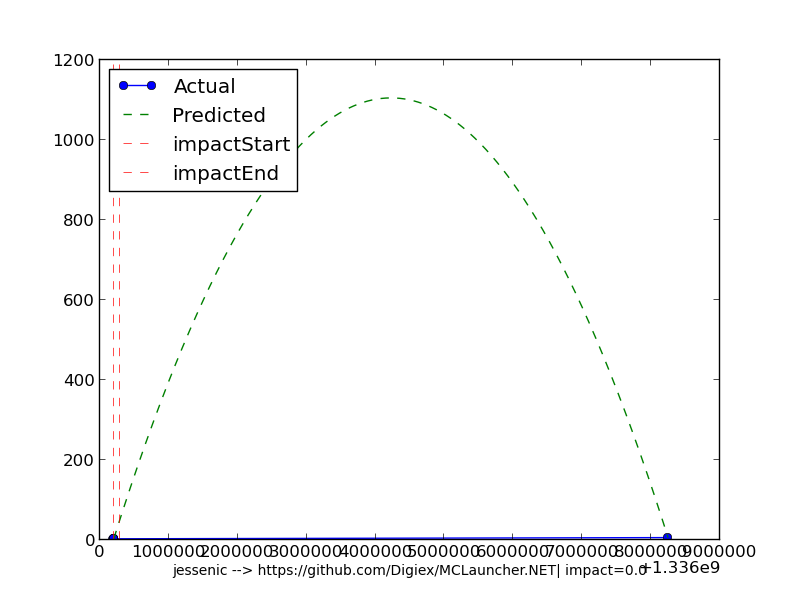 1200
1000
800
600
400
200
0
Actual
Predicted
impactStart
impactEnd
0 1000000 2000000 3000000 4000000 5000000 6000000 7000000 8000000 9000000
+1.336e9
jessenic --> https://github.com/Digiex/MCLauncher.NET| impact=0.0